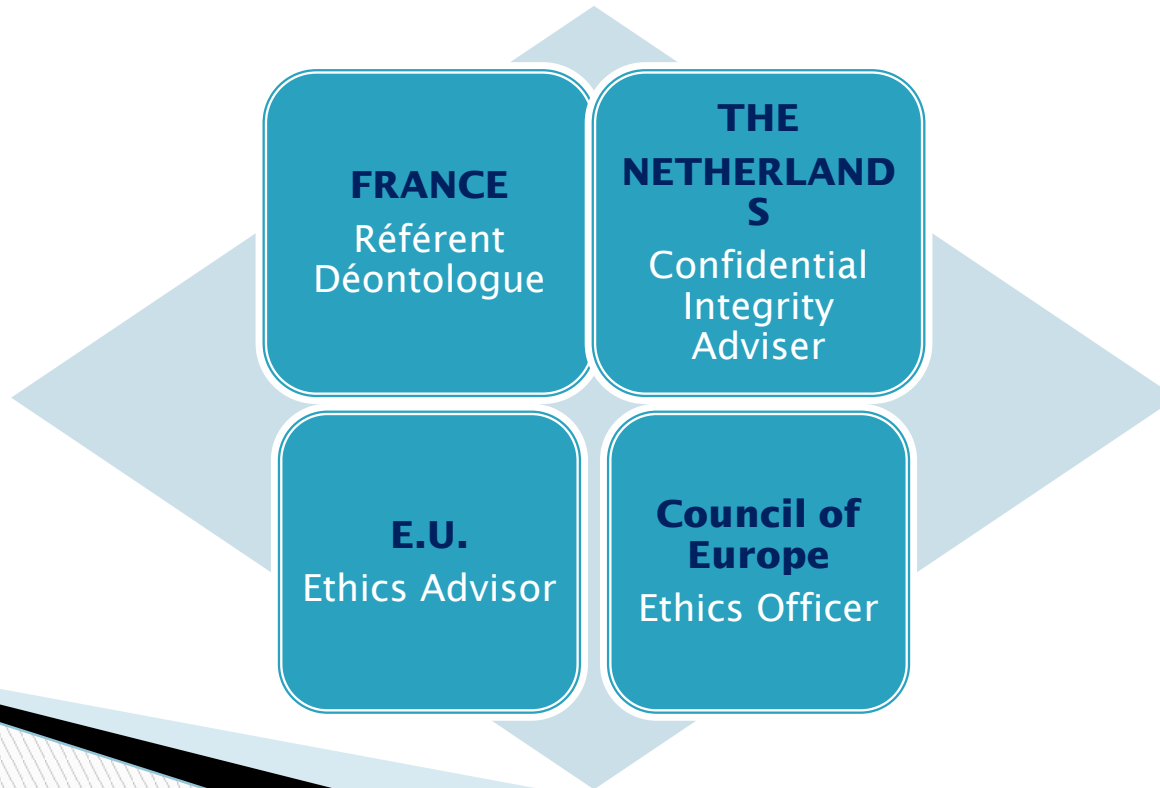 FRANCE
Référent
Déontologue
THE
NETHERLAND
S
Confidential
Integrity
Adviser
E.U.
Ethics Advisor
Council of
Europe
Ethics Officer